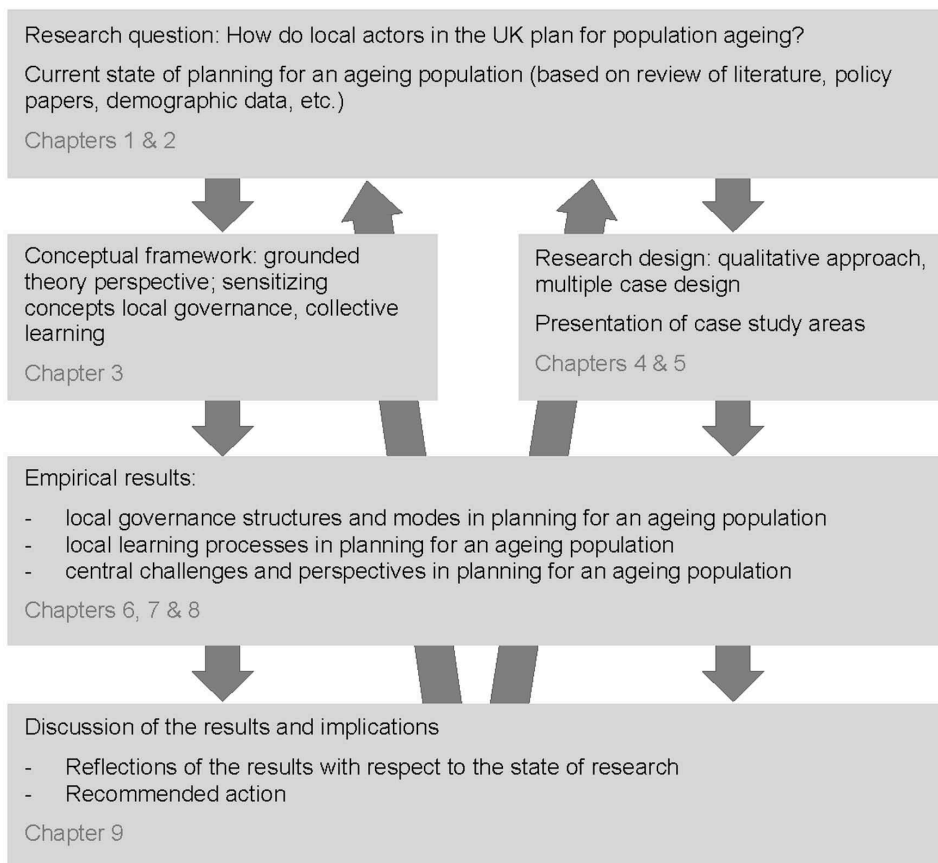 Research question: How do local actors in the UK plan for population ageing?
Current state of planning for an ageing population (based on review of literature, policy
papers, demographic data, etc.)
Chapters 1 & 2
Conceptual framework: grounded
theory perspective; sensitizing
concepts local governance, collective
learning
Chapter 3
Research design: qualitative approach,
multiple case design
Presentation of case study areas
Chapters 4 & 5
Empirical results:
- local governance structures and modes in planning for an ageing population
- local learning processes in planning for an ageing population
- central challenges and perspectives in planning for an ageing population
Chapters 6, 7 & 8
Discussion of the results and implications
- Reflections of the results with respect to the state of research
- Recommended action
Chapter 9